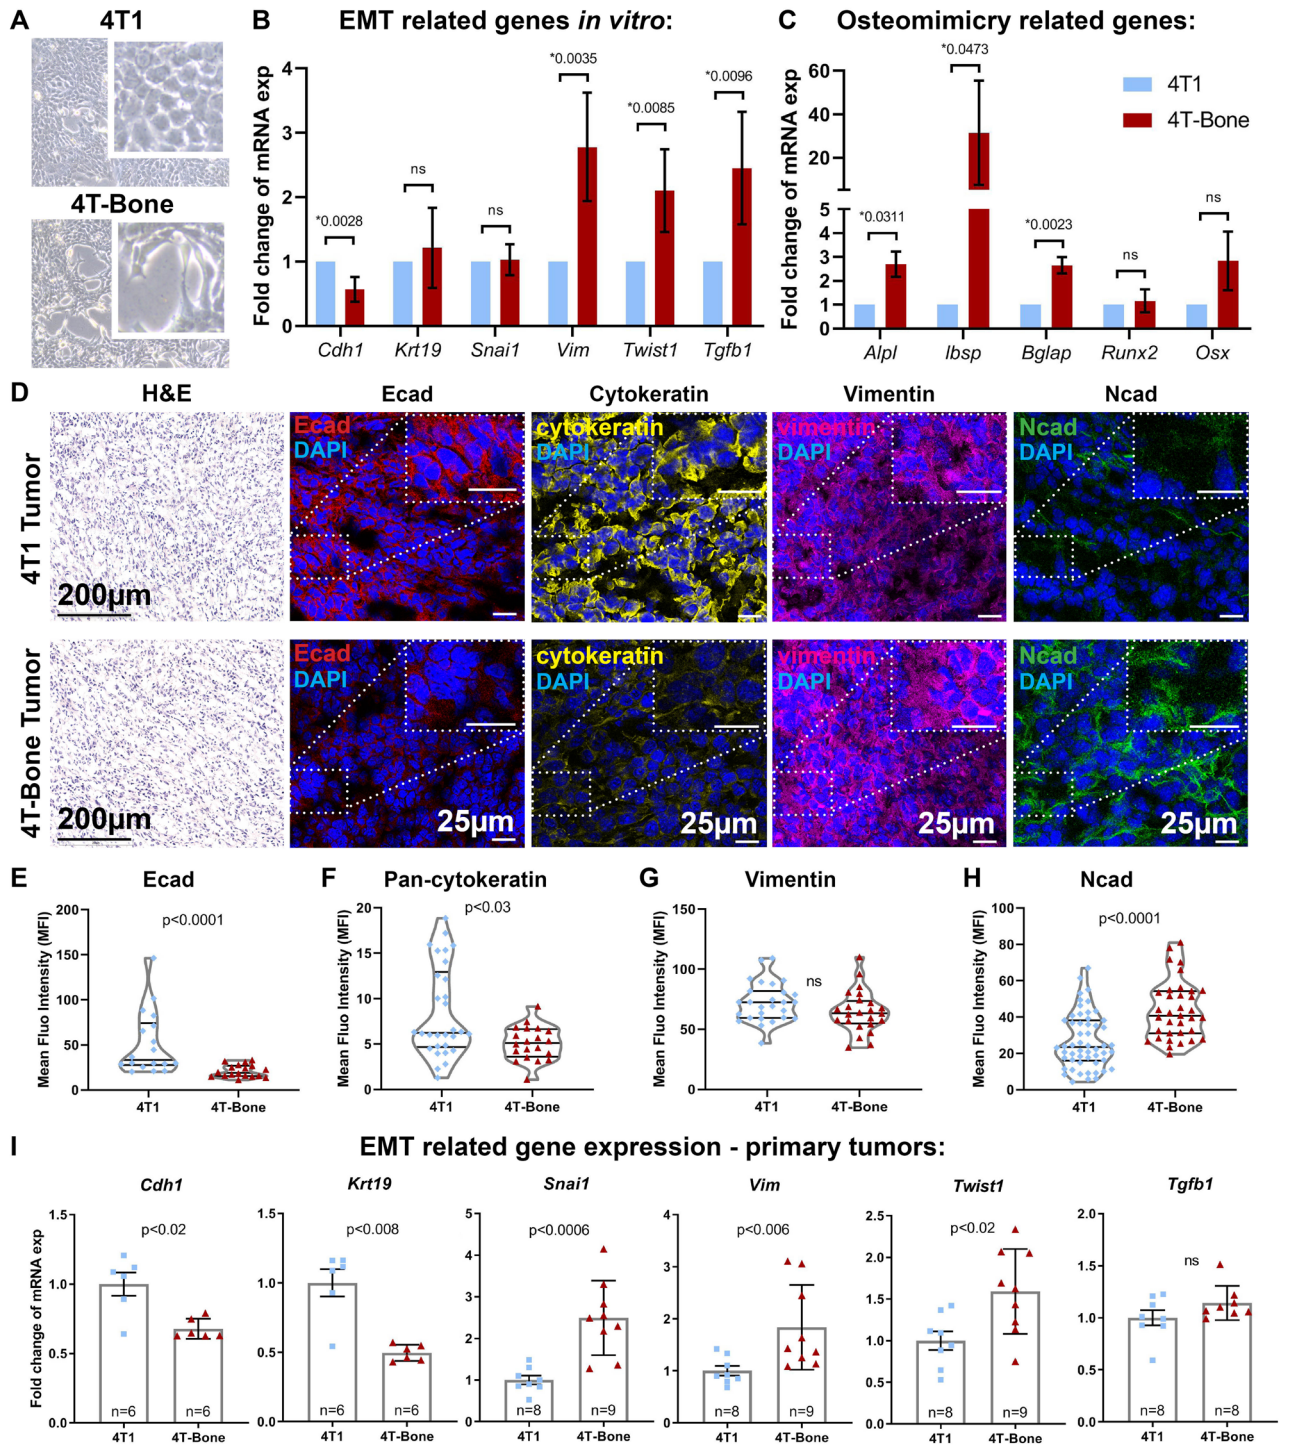 A
4T1
4T-Bone
B
EMT related genes in vitro:
Fold change of mRNA exp
4
3
2
1
0
*0.0028
ns
ns
*0.0035
*0.0085
*0.0096
Cdh1
Krt19
Snai1
Vim
Twist1
Tgfb1
C
Osteomimicry related genes:
Fold change of mRNA exp
60
40
20
5
4
3
2
1
0
*0.0311
*0.0473
*0.0023
ns
ns
4T1
4T-Bone
Alpl
Ibsp
Bglap
Runx2
Osx
D
H&E
Ecad
Cytokeratin
Vimentin
Ncad
4T1 Tumor
200μm
Ecad
DAPI
cytokeratin
DAPI
vimentin
DAPI
Ncad
DAPI
4T-Bone Tumor
200μm
Ecad
DAPI
25μm
cytokeratin
DAPI
25μm
vimentin
DAPI
25μm
Ncad
DAPI
25μm
E
Ecad
Mean Fluo Intensity (MFI)
200
150
100
50
0
p<0.0001
4T1
4T-Bone
F
Pan-cytokeratin
Mean Fluo Intensity (MFI)
20
15
10
5
0
p<0.03
4T1
4T-Bone
G
Vimentin
Mean Fluo Intensity (MFI)
150
100
50
0
ns
4T1
4T-Bone
H
Ncad
Mean Fluo Intensity (MFI)
100
80
60
40
20
0
p<0.0001
4T1
4T-Bone
I
EMT related gene expression - primary tumors:
Cdh1
Fold change of mRNA exp
1.5
1.0
0.5
0.0
p<0.02
n=6
n=6
4T1
4T-Bone
Krt19
1.5
1.0
0.5
0.0
p<0.008
n=6
n=6
4T1
4T-Bone
Snai1
5
4
3
2
1
0
p<0.0006
n=8
n=9
4T1
4T-Bone
Vim
4
3
2
1
0
p<0.006
n=8
n=9
4T1
4T-Bone
Twist1
2.5
2.0
1.5
1.0
0.5
0.0
p<0.02
n=8
n=9
4T1
4T-Bone
Tgfb1
2.0
1.5
1.0
0.5
0.0
ns
n=8
n=8
4T1
4T-Bone